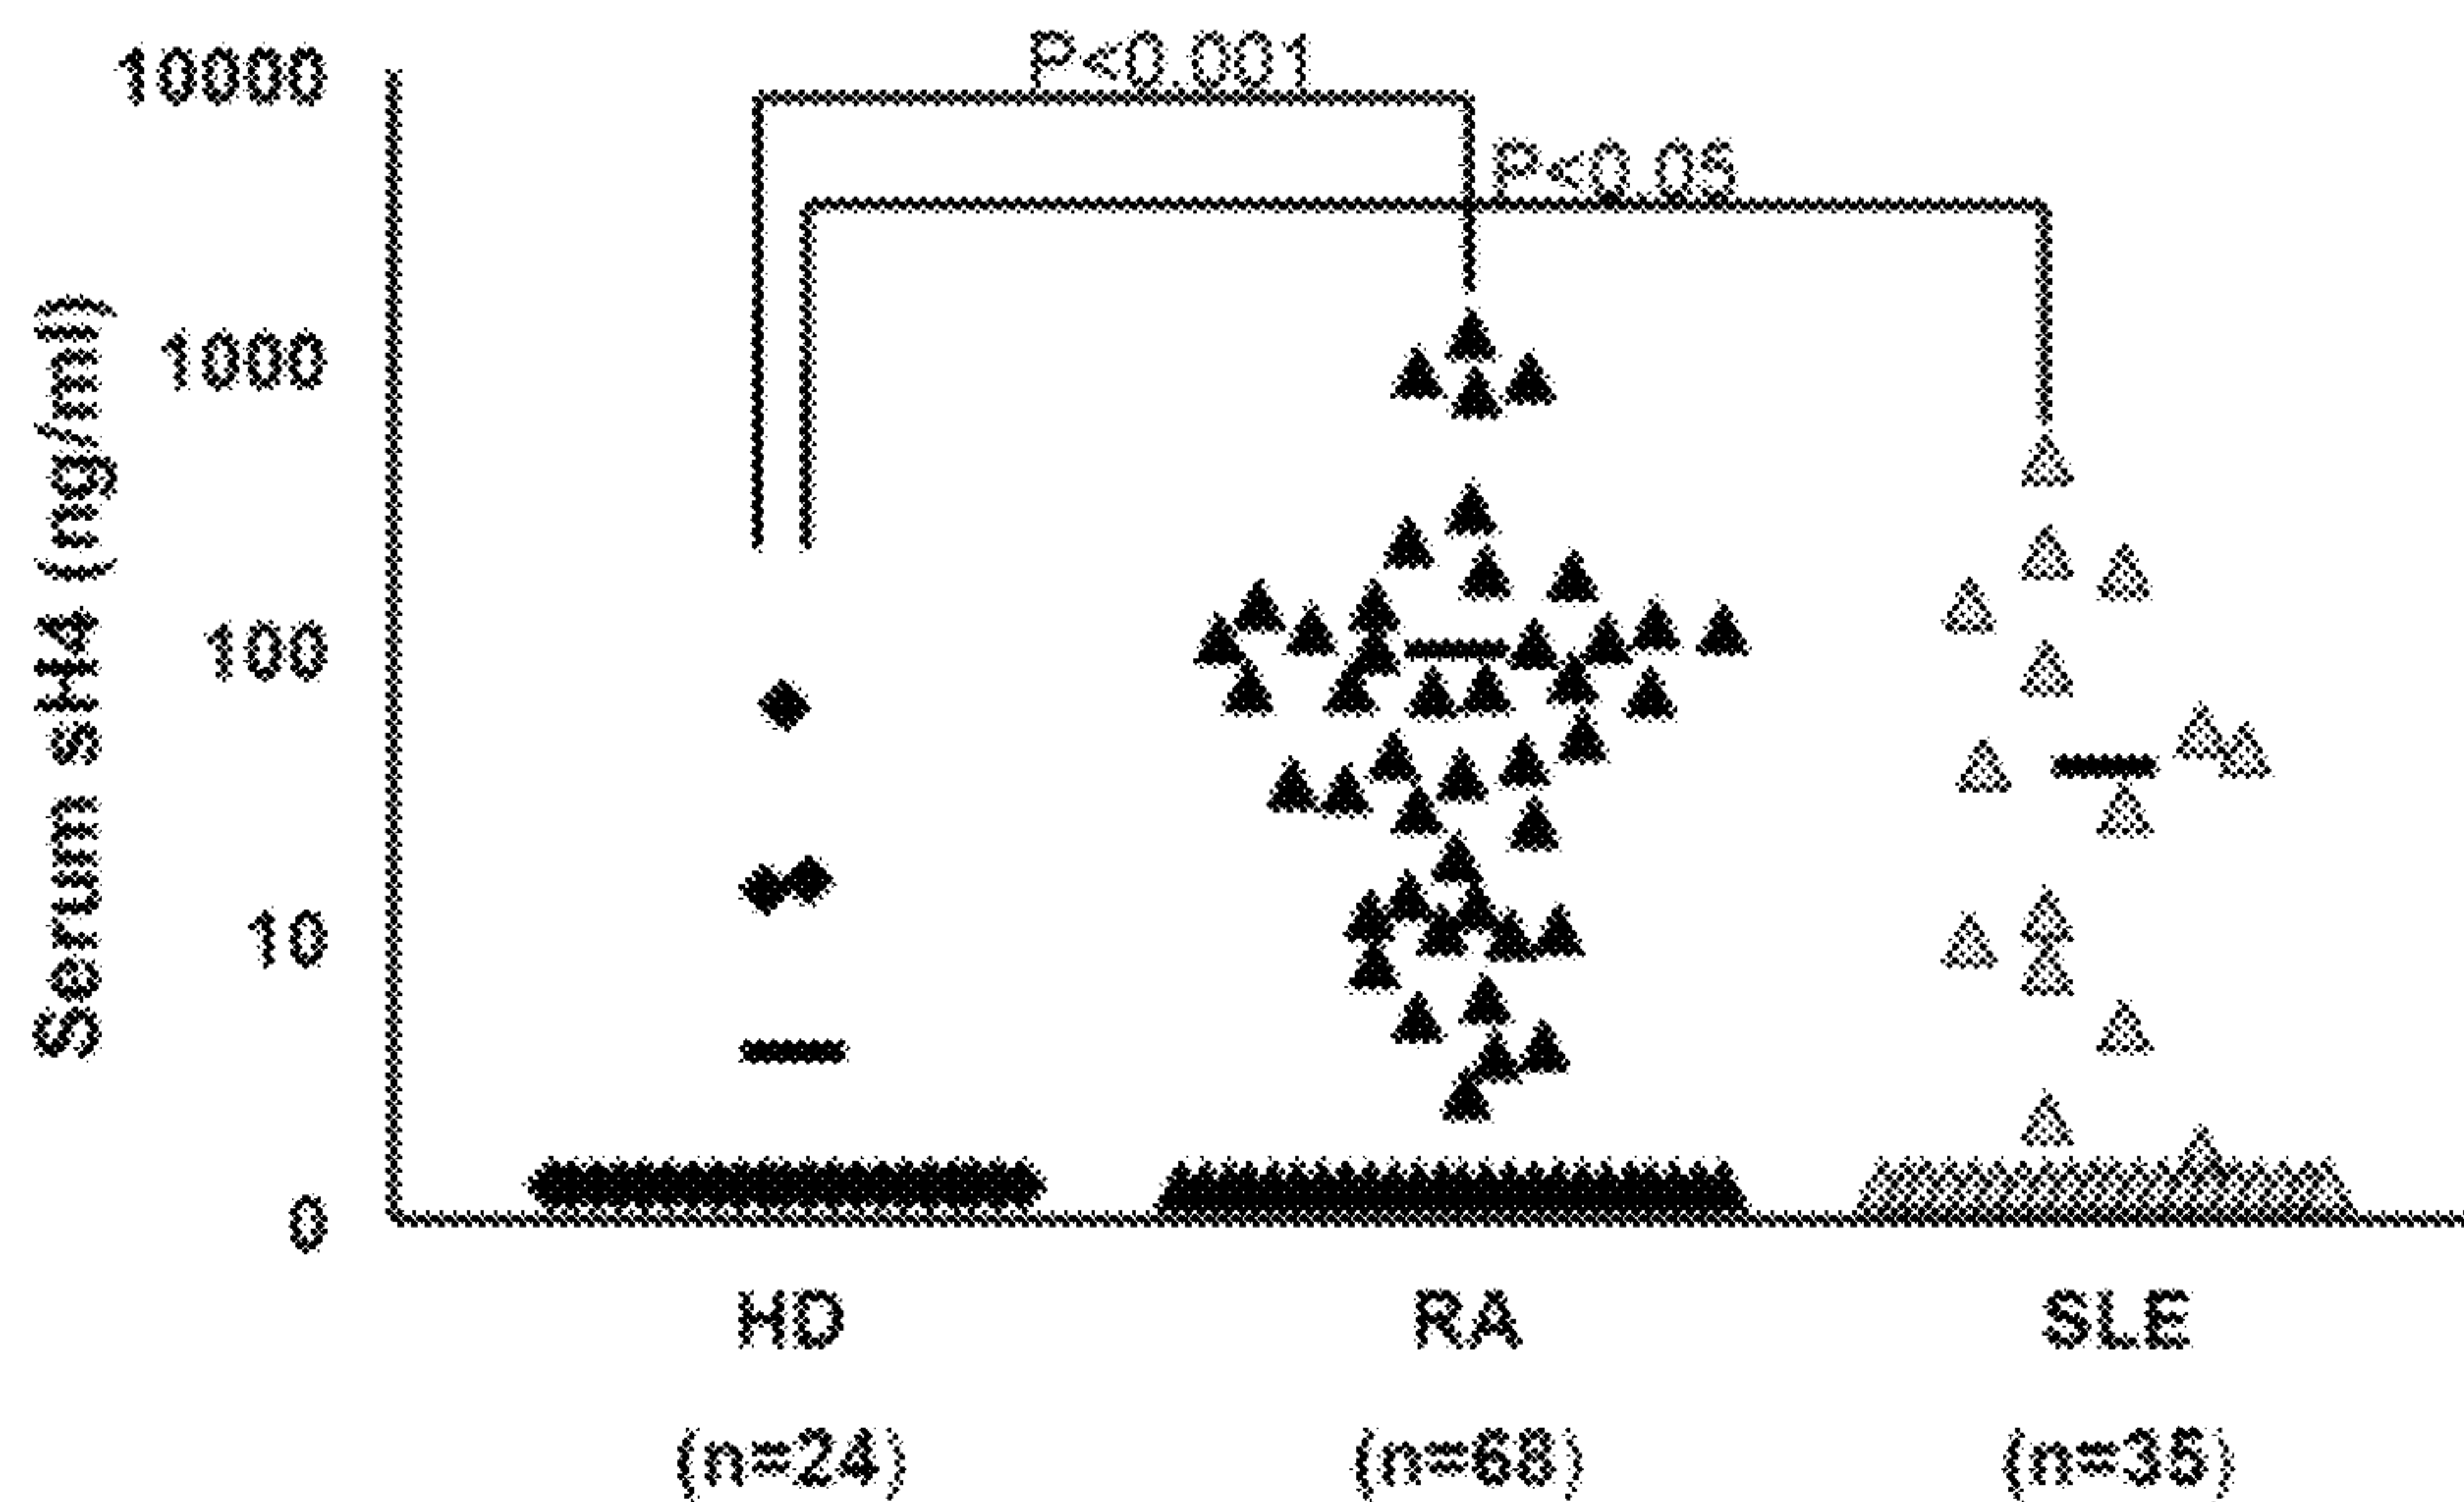 P<0.001
P<0.05
Serum sH4 (ng/ml)
10000
1000
100
10
0
HD RA SLE
(n=24) (n=68) (n=35)